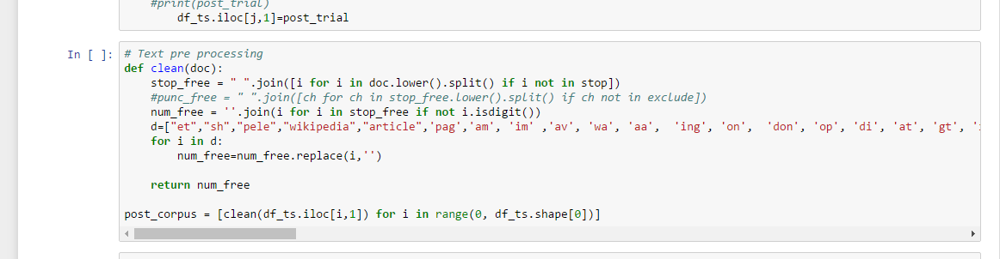 #print(post_trial)
df_ts.iloc[j,1]=post_trial
In [ ]:
# Text pre processing
def clean(doc):
stop_free = " ".join([i for i in doc.lower().split() if i not in stop])
#punc_free = " ".join([ch for ch in stop_free.lower().split() if ch not in exclude])
num_free = ''.join(i for i in stop_free if not i.isdigit())
d=["et","sh","pele","wikipedia","article",'pag','am', 'im' ,'av', 'wa', 'aa', 'ing', 'on', 'don', 'op', 'di', 'at', 'gt',
for i in d:
num_free=num_free.replace(i,'')
return num_free
post_corpus = [clean(df_ts.iloc[i,1]) for i in range(0, df_ts.shape[0])]